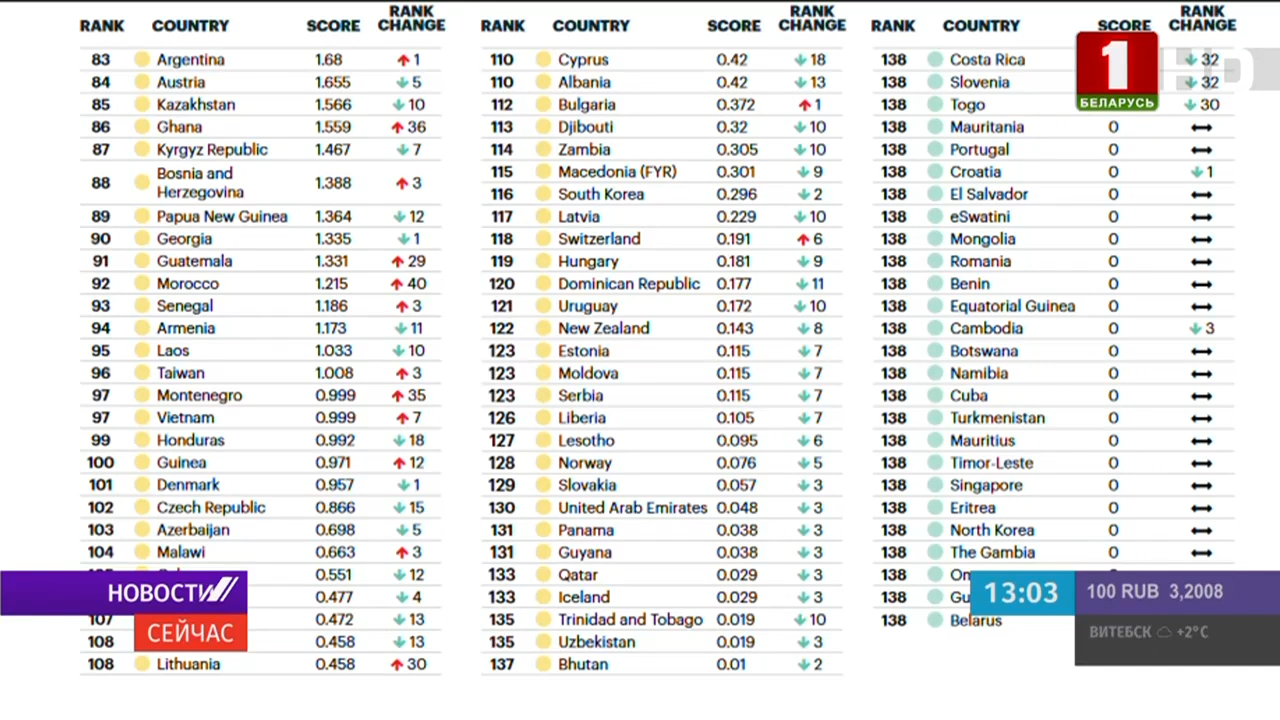 RANK COUNTRY SCORE RANK CHANGE
83 Argentina 1.68 ↑ 1
84 Austria 1.655 ↓ 5
85 Kazakhstan 1.566 ↓ 10
86 Ghana 1.559 ↑ 36
87 Kyrgyz Republic 1.467 ↓ 7
88 Bosnia and Herzegovina 1.388 ↑ 3
89 Papua New Guinea 1.364 ↓ 12
90 Georgia 1.335 ↓ 1
91 Guatemala 1.331 ↑ 29
92 Morocco 1.215 ↑ 40
93 Senegal 1.186 ↑ 3
94 Armenia 1.173 ↓ 11
95 Laos 1.033 ↓ 10
96 Taiwan 1.008 ↑ 3
97 Montenegro 0.999 ↑ 35
97 Vietnam 0.999 ↑ 7
99 Honduras 0.992 ↓ 18
100 Guinea 0.971 ↑ 12
101 Denmark 0.957 ↓ 1
102 Czech Republic 0.866 ↓ 15
103 Azerbaijan 0.698 ↓ 5
104 Malawi 0.663 ↑ 3
0.551 ↓ 12
0.477 ↓ 4
107 0.472 ↓ 13
108 0.458 ↓ 13
108 Lithuania 0.458 ↑ 30
RANK COUNTRY SCORE RANK CHANGE
110 Cyprus 0.42 ↓ 18
110 Albania 0.42 ↓ 13
112 Bulgaria 0.372 ↑ 1
113 Djibouti 0.32 ↓ 10
114 Zambia 0.305 ↓ 10
115 Macedonia (FYR) 0.301 ↓ 9
116 South Korea 0.296 ↓ 2
117 Latvia 0.229 ↓ 10
118 Switzerland 0.191 ↑ 6
119 Hungary 0.181 ↓ 9
120 Dominican Republic 0.177 ↓ 11
121 Uruguay 0.172 ↓ 10
122 New Zealand 0.143 ↓ 8
123 Estonia 0.115 ↓ 7
123 Moldova 0.115 ↓ 7
123 Serbia 0.115 ↓ 7
126 Liberia 0.105 ↓ 7
127 Lesotho 0.095 ↓ 6
128 Norway 0.076 ↓ 5
129 Slovakia 0.057 ↓ 3
130 United Arab Emirates 0.048 ↓ 3
131 Panama 0.038 ↓ 3
131 Guyana 0.038 ↓ 3
133 Qatar 0.029 ↓ 3
133 Iceland 0.029 ↓ 3
135 Trinidad and Tobago 0.019 ↓ 10
135 Uzbekistan 0.019 ↓ 3
137 Bhutan 0.01 ↓ 2
RANK COUNTRY SCORE RANK CHANGE
138 Costa Rica ↓ 32
138 Slovenia ↓ 32
138 Togo ↓ 30
138 Mauritania 0 ↔
138 Portugal 0 ↔
138 Croatia 0 ↓ 1
138 El Salvador 0 ↔
138 eSwatini 0 ↔
138 Mongolia 0 ↔
138 Romania 0 ↔
138 Benin 0 ↔
138 Equatorial Guinea 0 ↔
138 Cambodia 0 ↓ 3
138 Botswana 0 ↔
138 Namibia 0 ↔
138 Cuba 0 ↔
138 Turkmenistan 0 ↔
138 Mauritius 0 ↔
138 Timor-Leste 0 ↔
138 Singapore 0 ↔
138 Eritrea 0 ↔
138 North Korea 0 ↔
138 The Gambia 0 ↔
138
138
138 Belarus
1 HD
БЕЛАРУСЬ
НОВОСТИ
СЕЙЧАС
13:03 100 RUB 3,2008
ВИТЕБСК +2°C